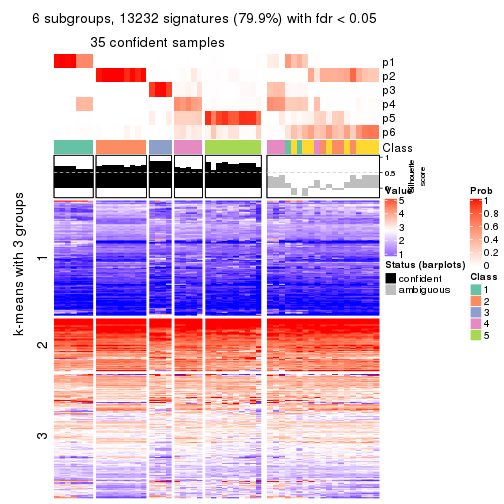 6 subgroups, 13232 signatures (79.9%) with fdr < 0.05
35 confident samples
p1
p2
p3
p4
p5
p6
Class
1
0.5
0
Silhouette
score
k-means with 3 groups
1
2
3
Value
5
4
3
2
1
Status (barplots)
confident
ambiguous
Prob
1
0.8
0.6
0.4
0.2
0
Class
1
2
3
4
5